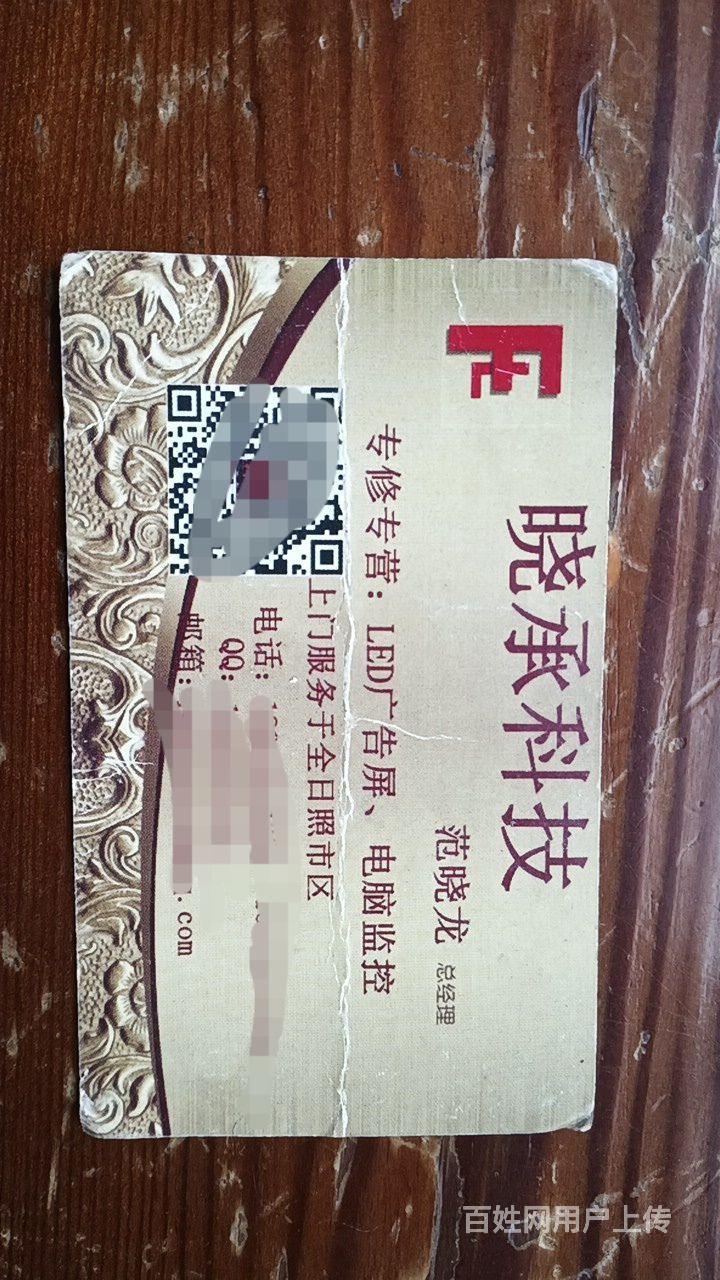 晓承科技
范晓龙 总经理
专修专营：LED广告屏、电脑监控
上门服务于全日照市区
电话：
QQ：
邮箱： .com
百姓网用户上传